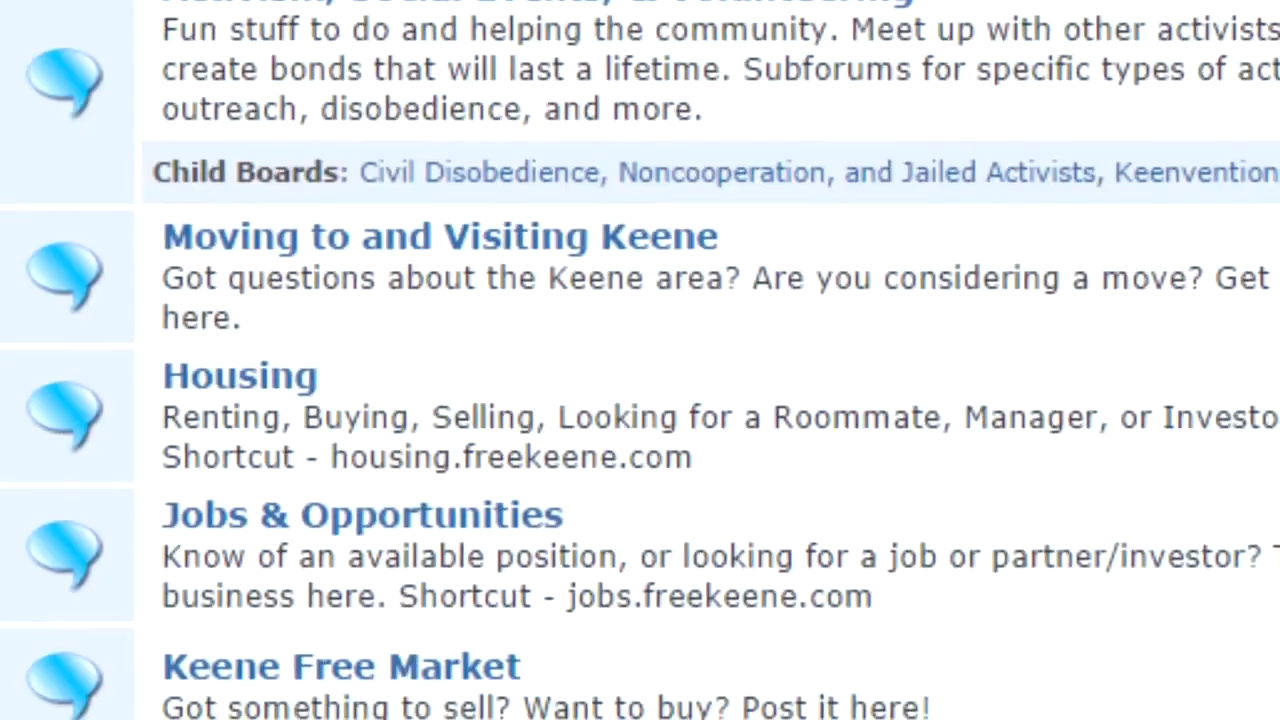 Activism, Social Events, & Volunteering
Fun stuff to do and helping the community. Meet up with other activists
create bonds that will last a lifetime. Subforums for specific types of act
outreach, disobedience, and more.
Child Boards: Civil Disobedience, Noncooperation, and Jailed Activists, Keenvention
Moving to and Visiting Keene
Got questions about the Keene area? Are you considering a move? Get
here.
Housing
Renting, Buying, Selling, Looking for a Roommate, Manager, or Investo
Shortcut - housing.freekeene.com
Jobs & Opportunities
Know of an available position, or looking for a job or partner/investor? T
business here. Shortcut - jobs.freekeene.com
Keene Free Market
Got something to sell? Want to buy? Post it here!